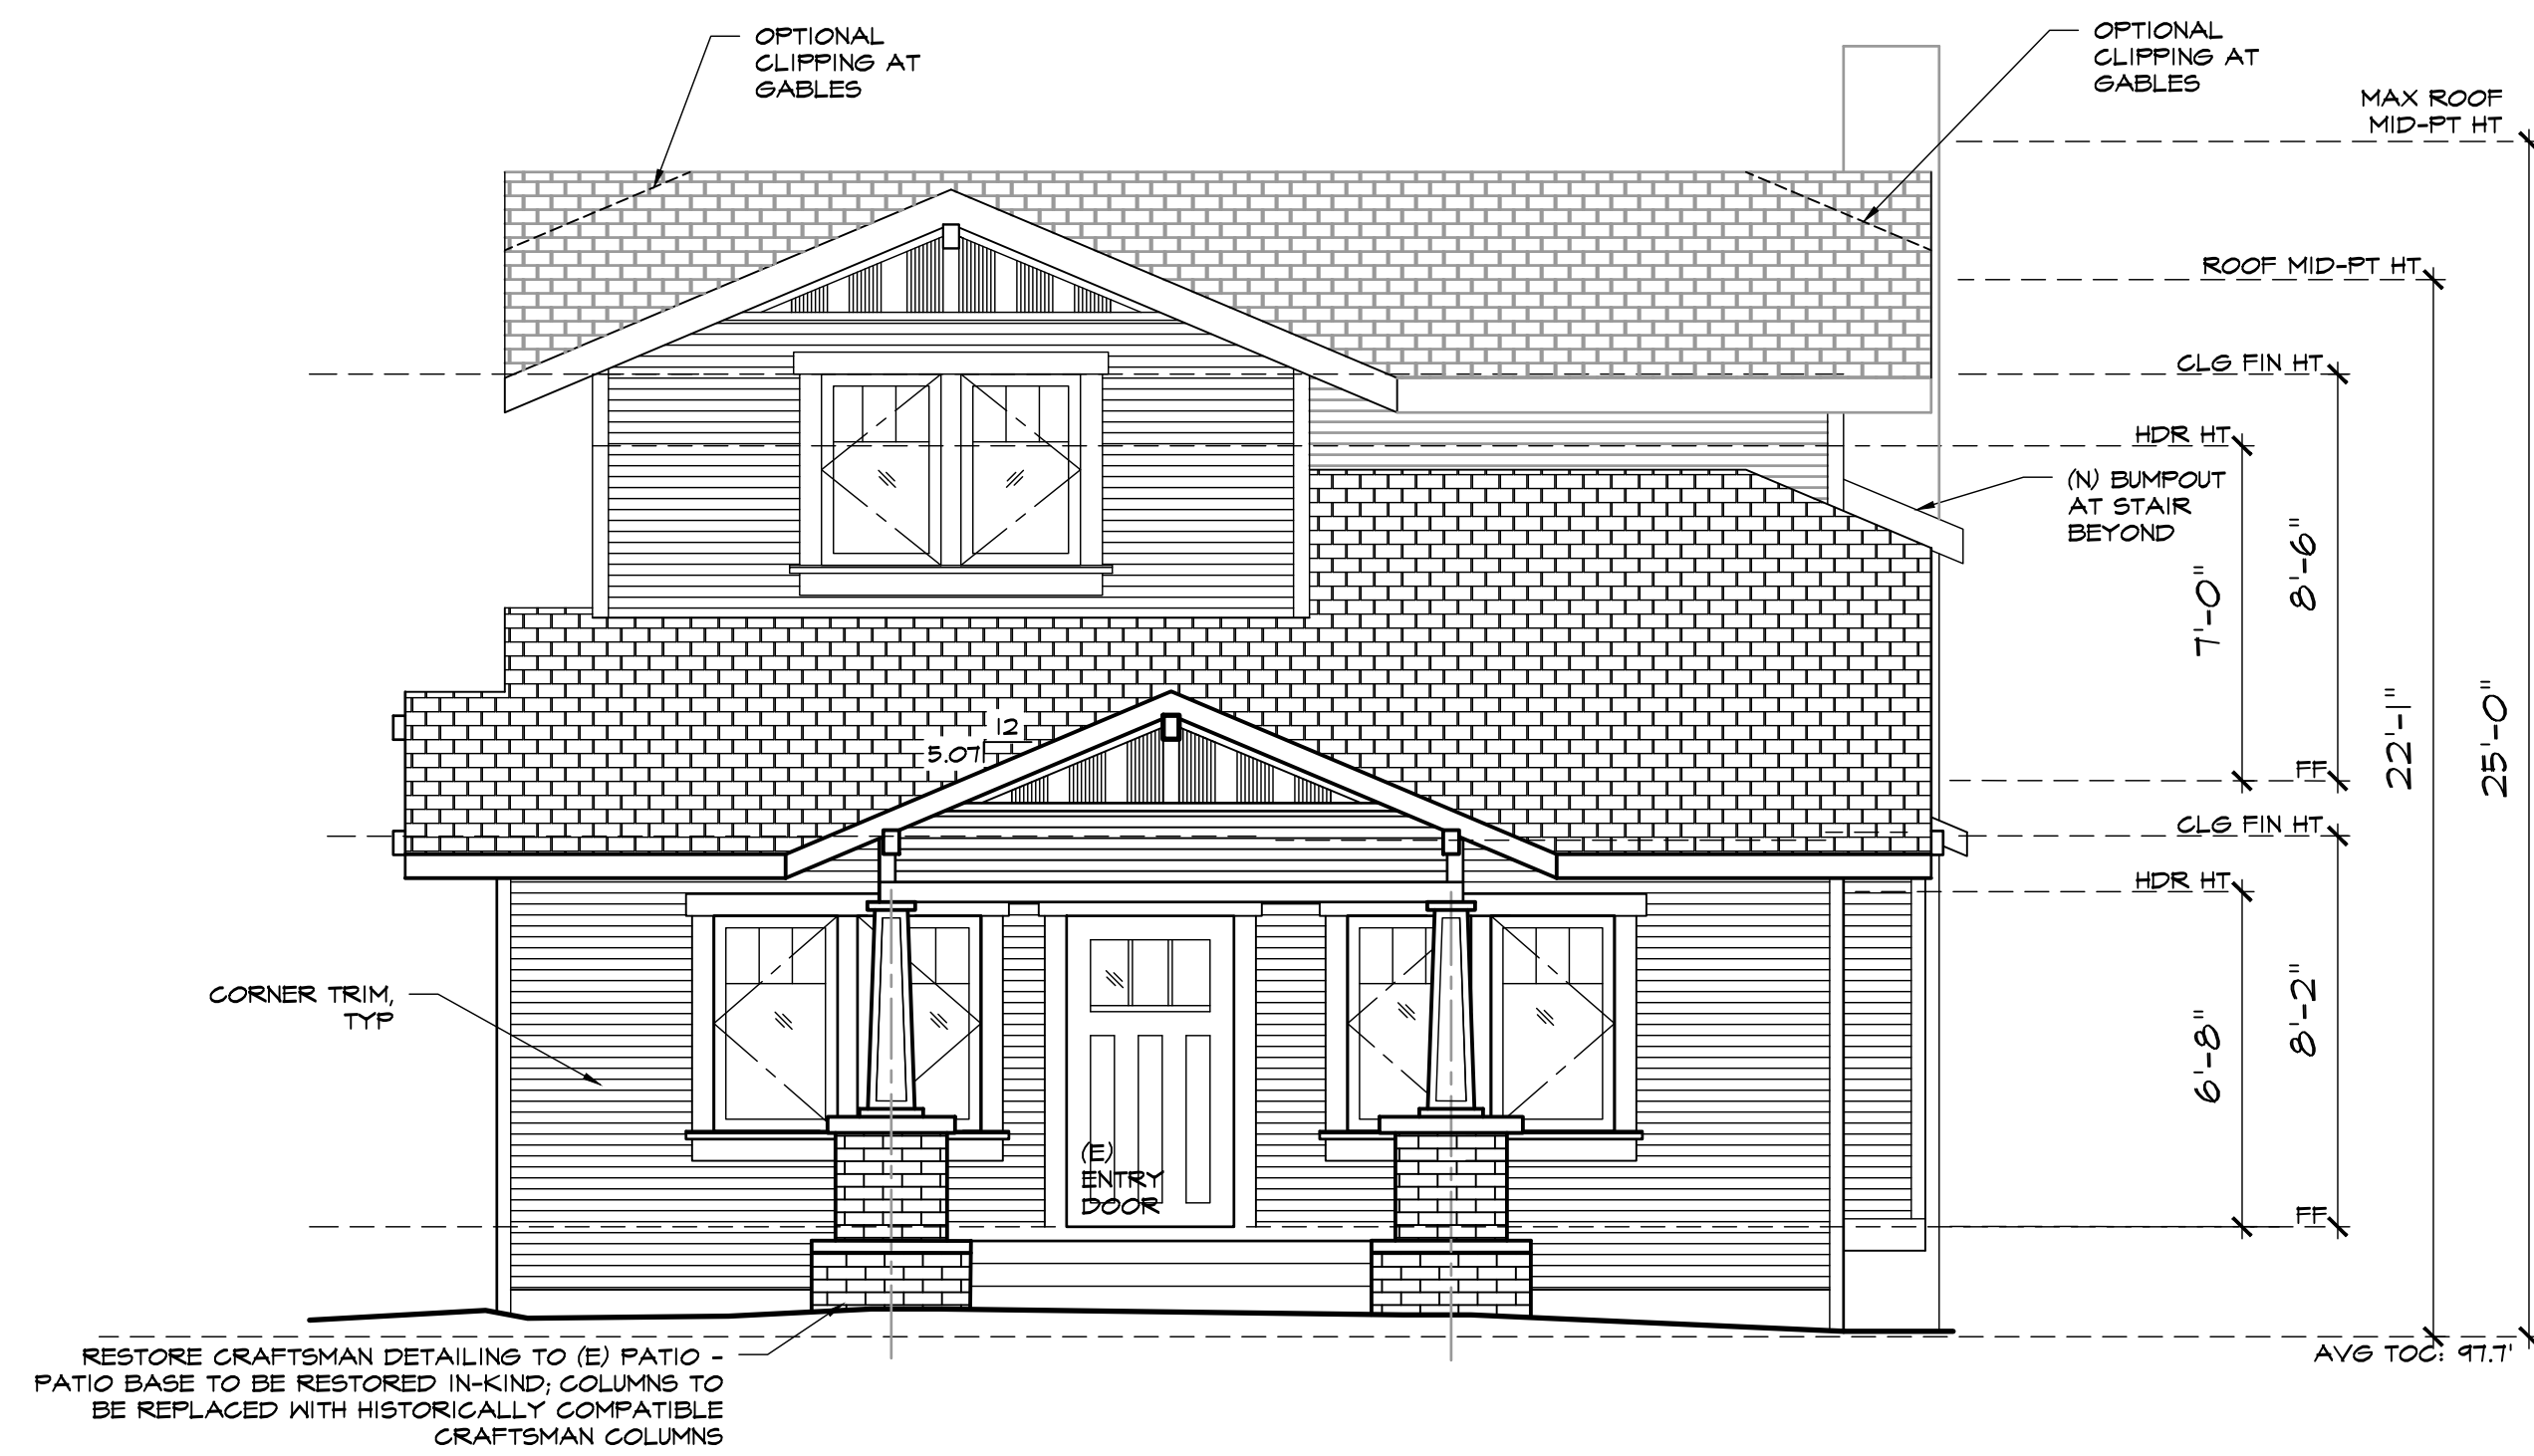 OPTIONAL
CLIPPING AT
GABLES
OPTIONAL
CLIPPING AT
GABLES
MAX ROOF
MID-PT HT
ROOF MID-PT HT
CLG FIN HT
HDR HT
(N) BUMPOUT
AT STAIR
BEYOND
8'-6"
7'-0"
22'-1"
25'-0"
12
5.07
FF
CLG FIN HT
HDR HT
CORNER TRIM,
TYP
8'-2"
6'-8"
(E)
ENTRY
DOOR
FF
AVG TOC: 97.7'
RESTORE CRAFTSMAN DETAILING TO (E) PATIO -
PATIO BASE TO BE RESTORED IN-KIND; COLUMNS TO
BE REPLACED WITH HISTORICALLY COMPATIBLE
CRAFTSMAN COLUMNS